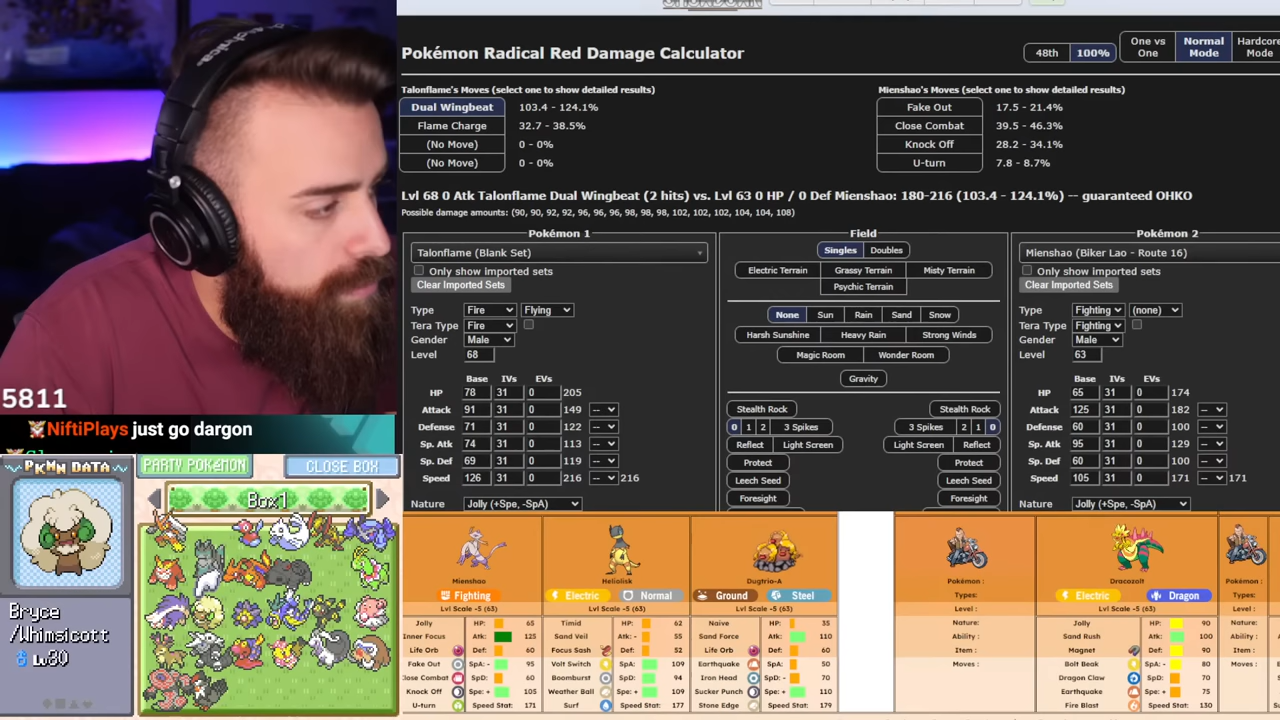 Pokémon Radical Red Damage Calculator
48th 100%
One vs One
Normal Mode
Hardcore Mode
Talonflame's Moves (select one to show detailed results)
Dual Wingbeat 103.4 - 124.1%
Flame Charge 32.7 - 38.5%
(No Move) 0 - 0%
(No Move) 0 - 0%
Mienshao's Moves (select one to show detailed results)
Fake Out 17.5 - 21.4%
Close Combat 39.5 - 46.3%
Knock Off 28.2 - 34.1%
U-turn 7.8 - 8.7%
Lvl 68 0 Atk Talonflame Dual Wingbeat (2 hits) vs. Lvl 63 0 HP / 0 Def Mienshao: 180-216 (103.4 - 124.1%) -- guaranteed OHKO
Possible damage amounts: (90, 90, 92, 92, 96, 96, 96, 98, 98, 98, 102, 102, 102, 104, 104, 108)
Pokémon 1
Talonflame (Blank Set)
Only show imported sets
Clear Imported Sets
Type Fire Flying
Tera Type Fire
Gender Male
Level 68
Base IVs EVs
HP 78 31 0 205
Attack 91 31 0 149 --
Defense 71 31 0 122 --
Sp. Atk 74 31 0 113 --
Sp. Def 69 31 0 119 --
Speed 126 31 0 216 -- 216
Nature Jolly (+Spe, -SpA)
Field
Singles Doubles
Electric Terrain Grassy Terrain Misty Terrain
Psychic Terrain
None Sun Rain Sand Snow
Harsh Sunshine Heavy Rain Strong Winds
Magic Room Wonder Room
Gravity
Stealth Rock Stealth Rock
0 1 2 3 Spikes 3 Spikes 2 1 0
Reflect Light Screen Light Screen Reflect
Protect Protect
Leech Seed Leech Seed
Foresight Foresight
Pokémon 2
Mienshao (Biker Lao - Route 16)
Only show imported sets
Clear Imported Sets
Type Fighting (none)
Tera Type Fighting
Gender Male
Level 63
Base IVs EVs
HP 65 31 0 174
Attack 125 31 0 182 --
Defense 60 31 0 100 --
Sp. Atk 95 31 0 129 --
Sp. Def 60 31 0 100 --
Speed 105 31 0 171 -- 171
Nature Jolly (+Spe, -SpA)
5811
NiftiPlays just go dargon
PKMN DATA
PARTY POKéMON
CLOSE BOX
Box1
Bryce
/Whimsicott
Lv80
Mienshao
Fighting
Lvl Scale -5 (63)
Jolly HP: 65
Inner Focus Atk: 125
Life Orb Def: 60
Fake Out SpA: - 95
Close Combat SpD: 60
Knock Off Spe: + 105
U-turn Speed Stat: 171
Heliolisk
Electric Normal
Lvl Scale -5 (63)
Timid HP: 62
Sand Veil Atk: - 55
Focus Sash Def: 52
Volt Switch SpA: 109
Boomburst SpD: 94
Weather Ball Spe: + 109
Surf Speed Stat: 177
Dugtrio-A
Ground Steel
Lvl Scale -5 (63)
Naive HP: 35
Sand Force Atk: 110
Life Orb Def: 60
Earthquake SpA: 50
Iron Head SpD: - 70
Sucker Punch Spe: + 110
Stone Edge Speed Stat: 179
Pokémon :
Types:
Level :
Nature:
Ability :
Item :
Moves :
Dracozolt
Electric Dragon
Lvl Scale -5 (63)
Jolly HP: 90
Sand Rush Atk: 100
Magnet Def: 90
Bolt Beak SpA: - 80
Dragon Claw SpD: 70
Earthquake Spe: + 75
Fire Blast Speed Stat: 130
Pokémon :
Types:
Level :
Nature:
Ability :
Item :
Moves :